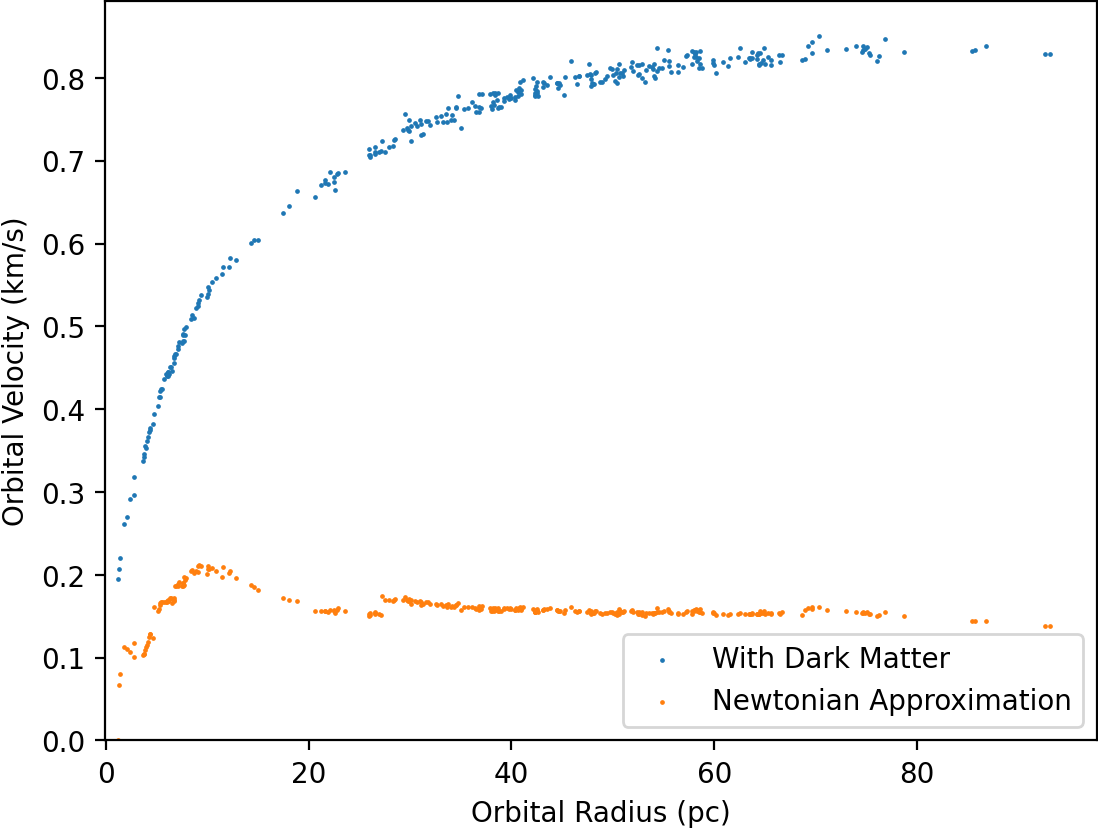 0.8
0.7
0.6
0.5
0.4
0.3
0.2
0.1
0.0
Orbital Velocity (km/s)
With Dark Matter
Newtonian Approximation
0 20 40 60 80
Orbital Radius (pc)